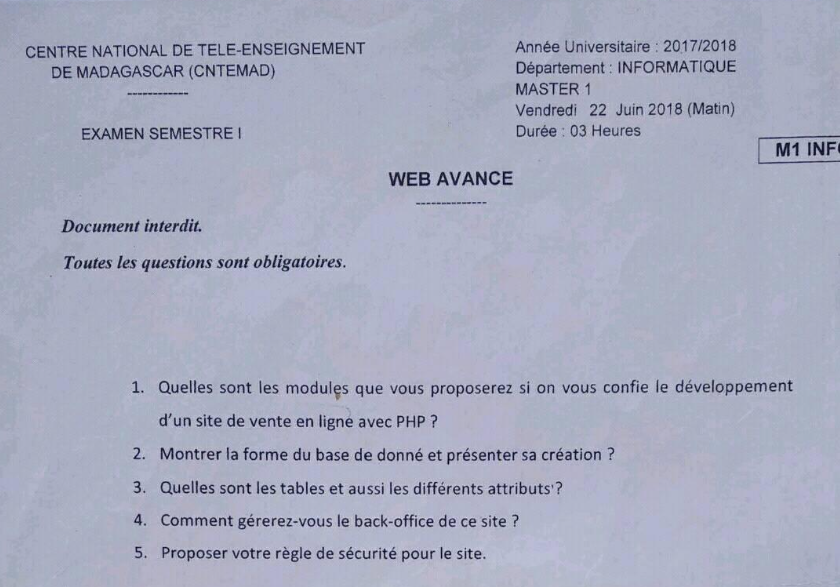 CENTRE NATIONAL DE TELE-ENSEIGNEMENT
DE MADAGASCAR (CNTEMAD)
------------
EXAMEN SEMESTRE I
Année Universitaire : 2017/2018
Département : INFORMATIQUE
MASTER 1
Vendredi 22 Juin 2018 (Matin)
Durée : 03 Heures
M1 INFO
WEB AVANCE
--------------
Document interdit.
Toutes les questions sont obligatoires.
1. Quelles sont les modules que vous proposerez si on vous confie le développement
d'un site de vente en ligne avec PHP ?
2. Montrer la forme du base de donné et présenter sa création ?
3. Quelles sont les tables et aussi les différents attributs ?
4. Comment gérerez-vous le back-office de ce site ?
5. Proposer votre règle de sécurité pour le site.